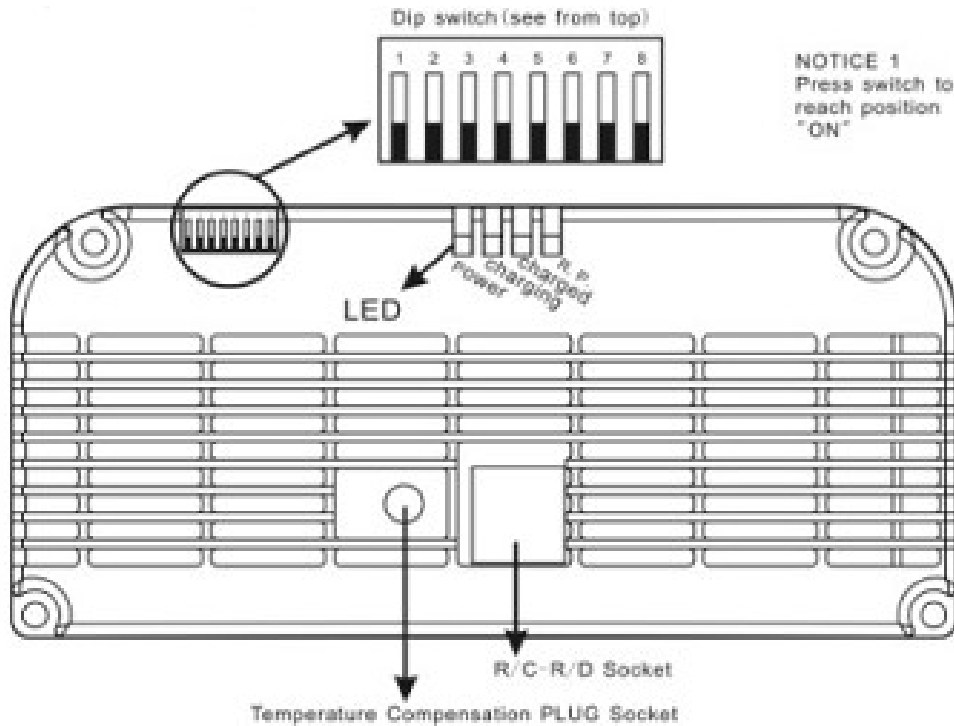 Dip switch (see from top)
1 2 3 4 5 6 7 8
NOTICE 1
Press switch to
reach position
"ON"
LED
power
charging
charged
R. P.
R/C-R/D Socket
Temperature Compensation PLUG Socket